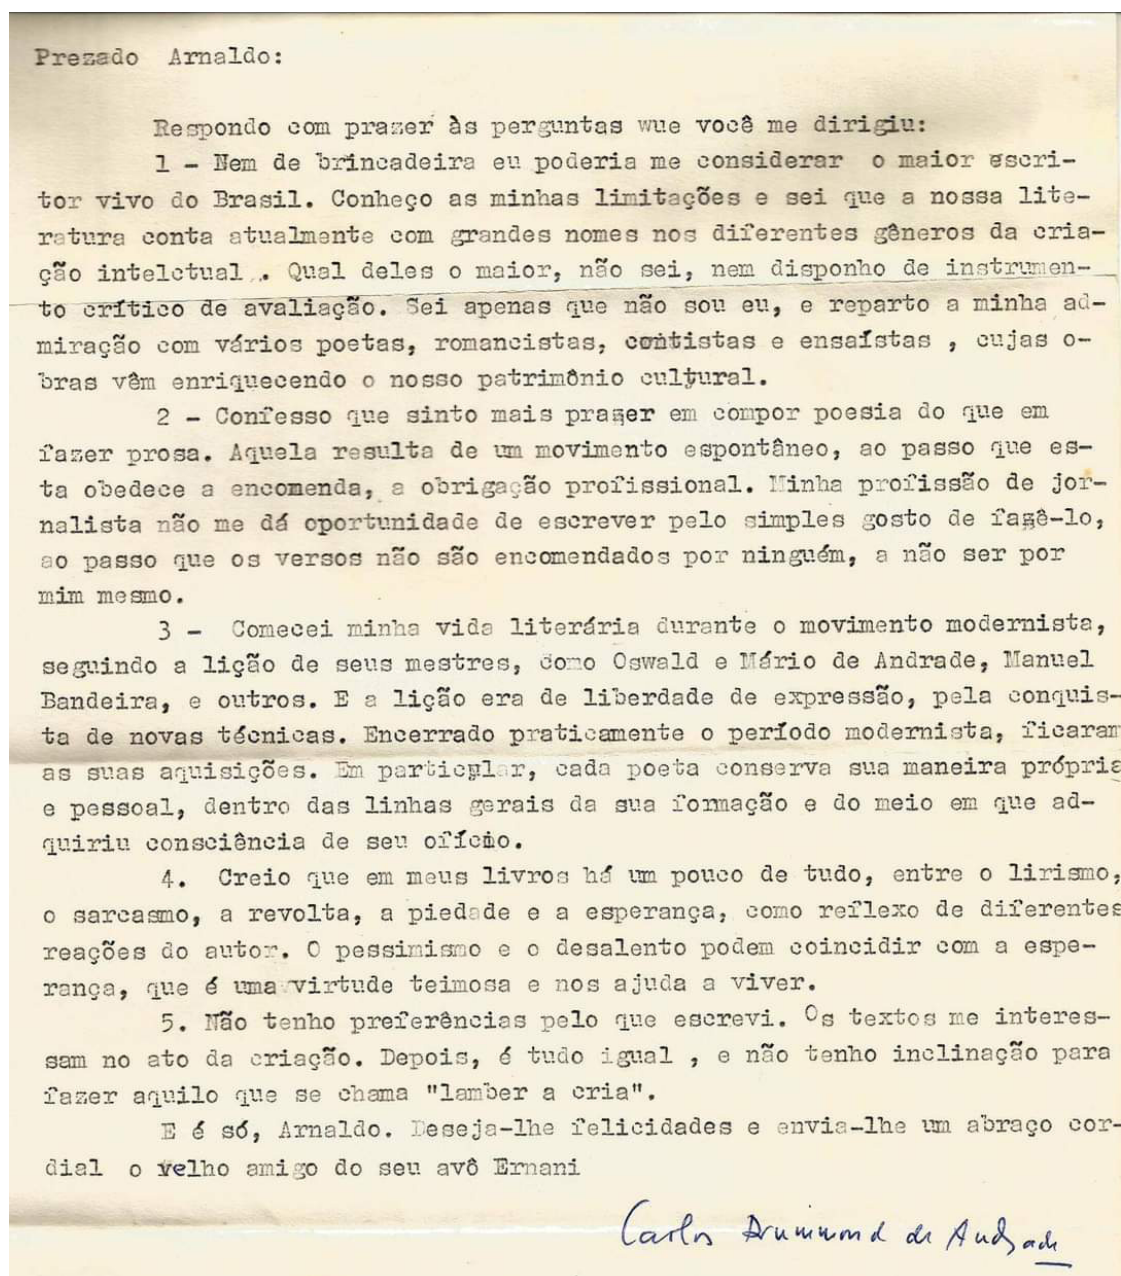 Prezado Arnaldo:
Respondo com prazer às perguntas wue você me dirigiu:
1 - Nem de brincadeira eu poderia me considerar o maior escri-
tor vivo do Brasil. Conheço as minhas limitações e sei que a nossa lite-
ratura conta atualmente com grandes nomes nos diferentes gêneros da cria-
ção intelctual . Qual deles o maior, não sei, nem disponho de instrumen-
to crítico de avaliação. Sei apenas que não sou eu, e reparto a minha ad-
miração com vários poetas, romancistas, contistas e ensaístas , cujas o-
bras vêm enriquecendo o nosso patrimônio cultural.
2 - Confesso que sinto mais prazer em compor poesia do que em
fazer prosa. Aquela resulta de um movimento espontâneo, ao passo que es-
ta obedece a encomenda, a obrigação profissional. Minha profissão de jor-
nalista não me dá oportunidade de escrever pelo simples gosto de fazê-lo,
ao passo que os versos não são encomendados por ninguém, a não ser por
mim mesmo.
3 - Comecei minha vida literária durante o movimento modernista,
seguindo a lição de seus mestres, como Oswald e Mário de Andrade, Manuel
Bandeira, e outros. E a lição era de liberdade de expressão, pela conquis-
ta de novas técnicas. Encerrado praticamente o período modernista, ficaram
as suas aquisições. Em particular, cada poeta conserva sua maneira própria
e pessoal, dentro das linhas gerais da sua formação e do meio em que ad-
quiriu consciência de seu ofício.
4. Creio que em meus livros há um pouco de tudo, entre o lirismo,
o sarcasmo, a revolta, a piedade e a esperança, como reflexo de diferentes
reações do autor. O pessimismo e o desalento podem coincidir com a espe-
rança, que é uma virtude teimosa e nos ajuda a viver.
5. Não tenho preferências pelo que escrevi. Os textos me interes-
sam no ato da criação. Depois, é tudo igual , e não tenho inclinação para
fazer aquilo que se chama "lamber a cria".
E é só, Arnaldo. Deseja-lhe felicidades e envia-lhe um abraço cor-
dial o velho amigo do seu avô Ernani
Carlos Drummond de Andrade